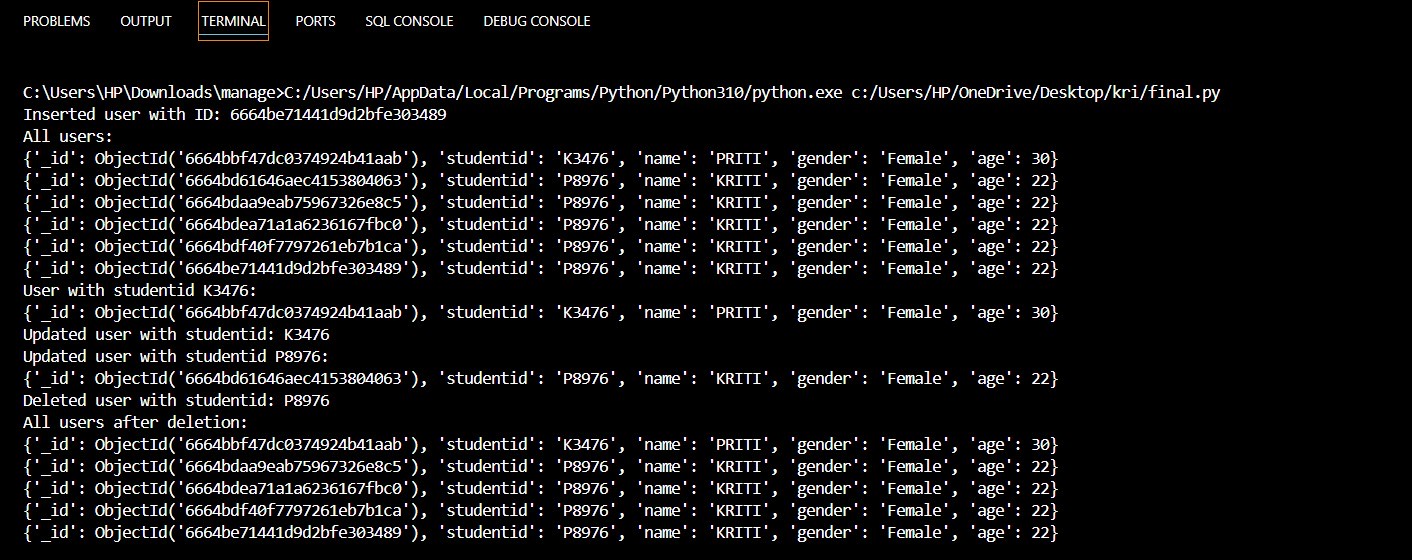 PROBLEMS OUTPUT TERMINAL PORTS SQL CONSOLE DEBUG CONSOLE
C:\Users\HP\Downloads\manage>C:/Users/HP/AppData/Local/Programs/Python/Python310/python.exe c:/Users/HP/OneDrive/Desktop/kri/final.py
Inserted user with ID: 6664be71441d9d2bfe303489
All users:
{'_id': ObjectId('6664bbf47dc0374924b41aab'), 'studentid': 'K3476', 'name': 'PRITI', 'gender': 'Female', 'age': 30}
{'_id': ObjectId('6664bd61646aec4153804063'), 'studentid': 'P8976', 'name': 'KRITI', 'gender': 'Female', 'age': 22}
{'_id': ObjectId('6664bdaa9eab75967326e8c5'), 'studentid': 'P8976', 'name': 'KRITI', 'gender': 'Female', 'age': 22}
{'_id': ObjectId('6664bdea71a1a6236167fbc0'), 'studentid': 'P8976', 'name': 'KRITI', 'gender': 'Female', 'age': 22}
{'_id': ObjectId('6664bdf40f7797261eb7b1ca'), 'studentid': 'P8976', 'name': 'KRITI', 'gender': 'Female', 'age': 22}
{'_id': ObjectId('6664be71441d9d2bfe303489'), 'studentid': 'P8976', 'name': 'KRITI', 'gender': 'Female', 'age': 22}
User with studentid K3476:
{'_id': ObjectId('6664bbf47dc0374924b41aab'), 'studentid': 'K3476', 'name': 'PRITI', 'gender': 'Female', 'age': 30}
Updated user with studentid: K3476
Updated user with studentid P8976:
{'_id': ObjectId('6664bd61646aec4153804063'), 'studentid': 'P8976', 'name': 'KRITI', 'gender': 'Female', 'age': 22}
Deleted user with studentid: P8976
All users after deletion:
{'_id': ObjectId('6664bbf47dc0374924b41aab'), 'studentid': 'K3476', 'name': 'PRITI', 'gender': 'Female', 'age': 30}
{'_id': ObjectId('6664bdaa9eab75967326e8c5'), 'studentid': 'P8976', 'name': 'KRITI', 'gender': 'Female', 'age': 22}
{'_id': ObjectId('6664bdea71a1a6236167fbc0'), 'studentid': 'P8976', 'name': 'KRITI', 'gender': 'Female', 'age': 22}
{'_id': ObjectId('6664bdf40f7797261eb7b1ca'), 'studentid': 'P8976', 'name': 'KRITI', 'gender': 'Female', 'age': 22}
{'_id': ObjectId('6664be71441d9d2bfe303489'), 'studentid': 'P8976', 'name': 'KRITI', 'gender': 'Female', 'age': 22}